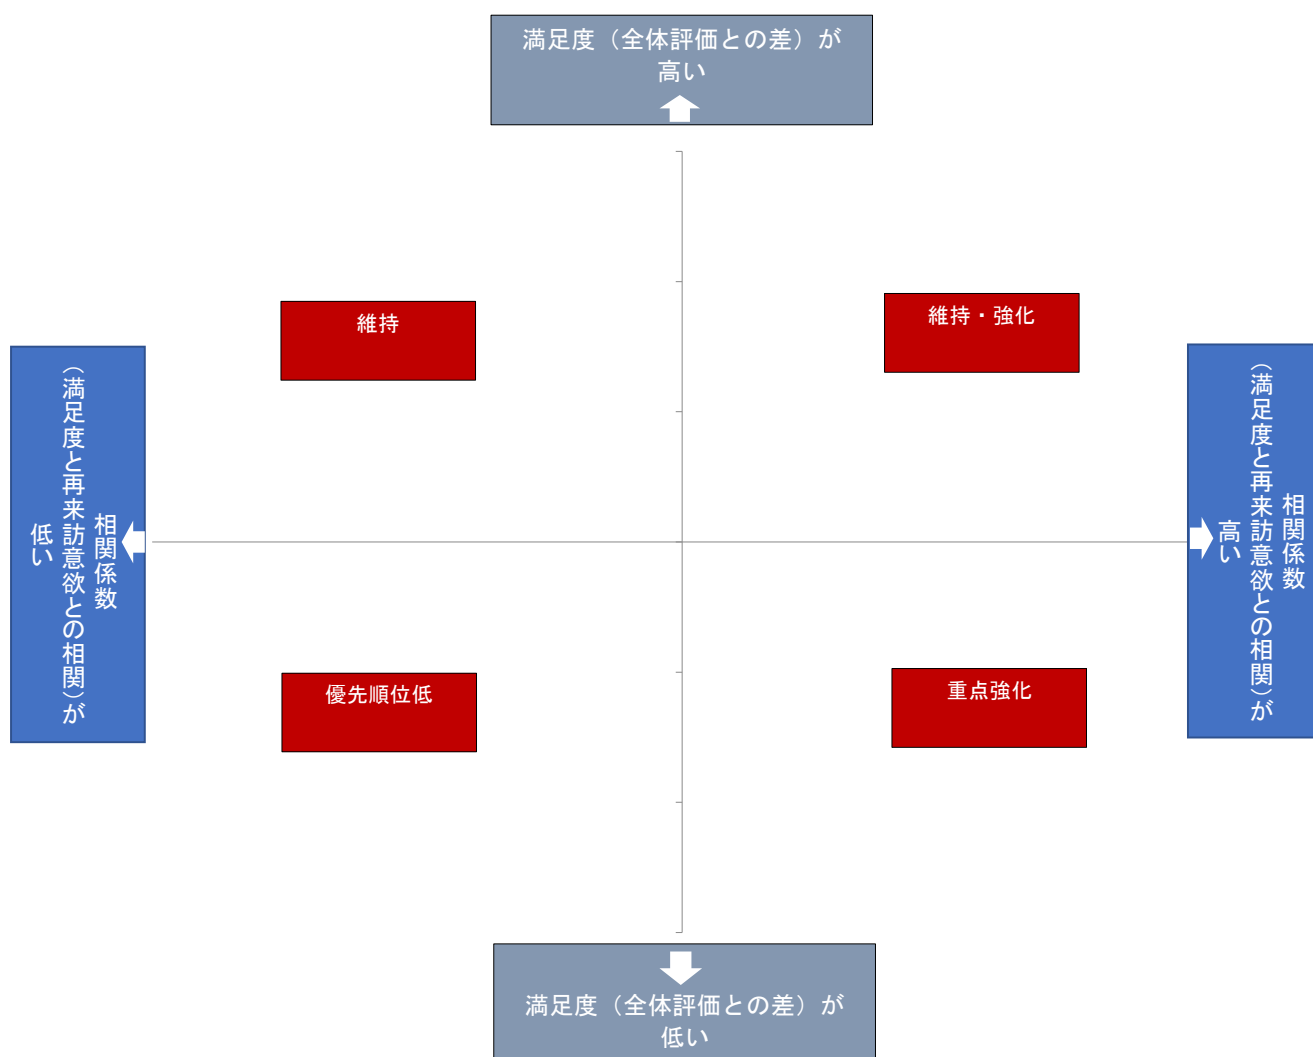 満足度（全体評価との差）が
高い
維持
維持・強化
相関係数
（満足度と再来訪意欲との相関）が
低い
相関係数
（満足度と再来訪意欲との相関）が
高い
優先順位低
重点強化
満足度（全体評価との差）が
低い